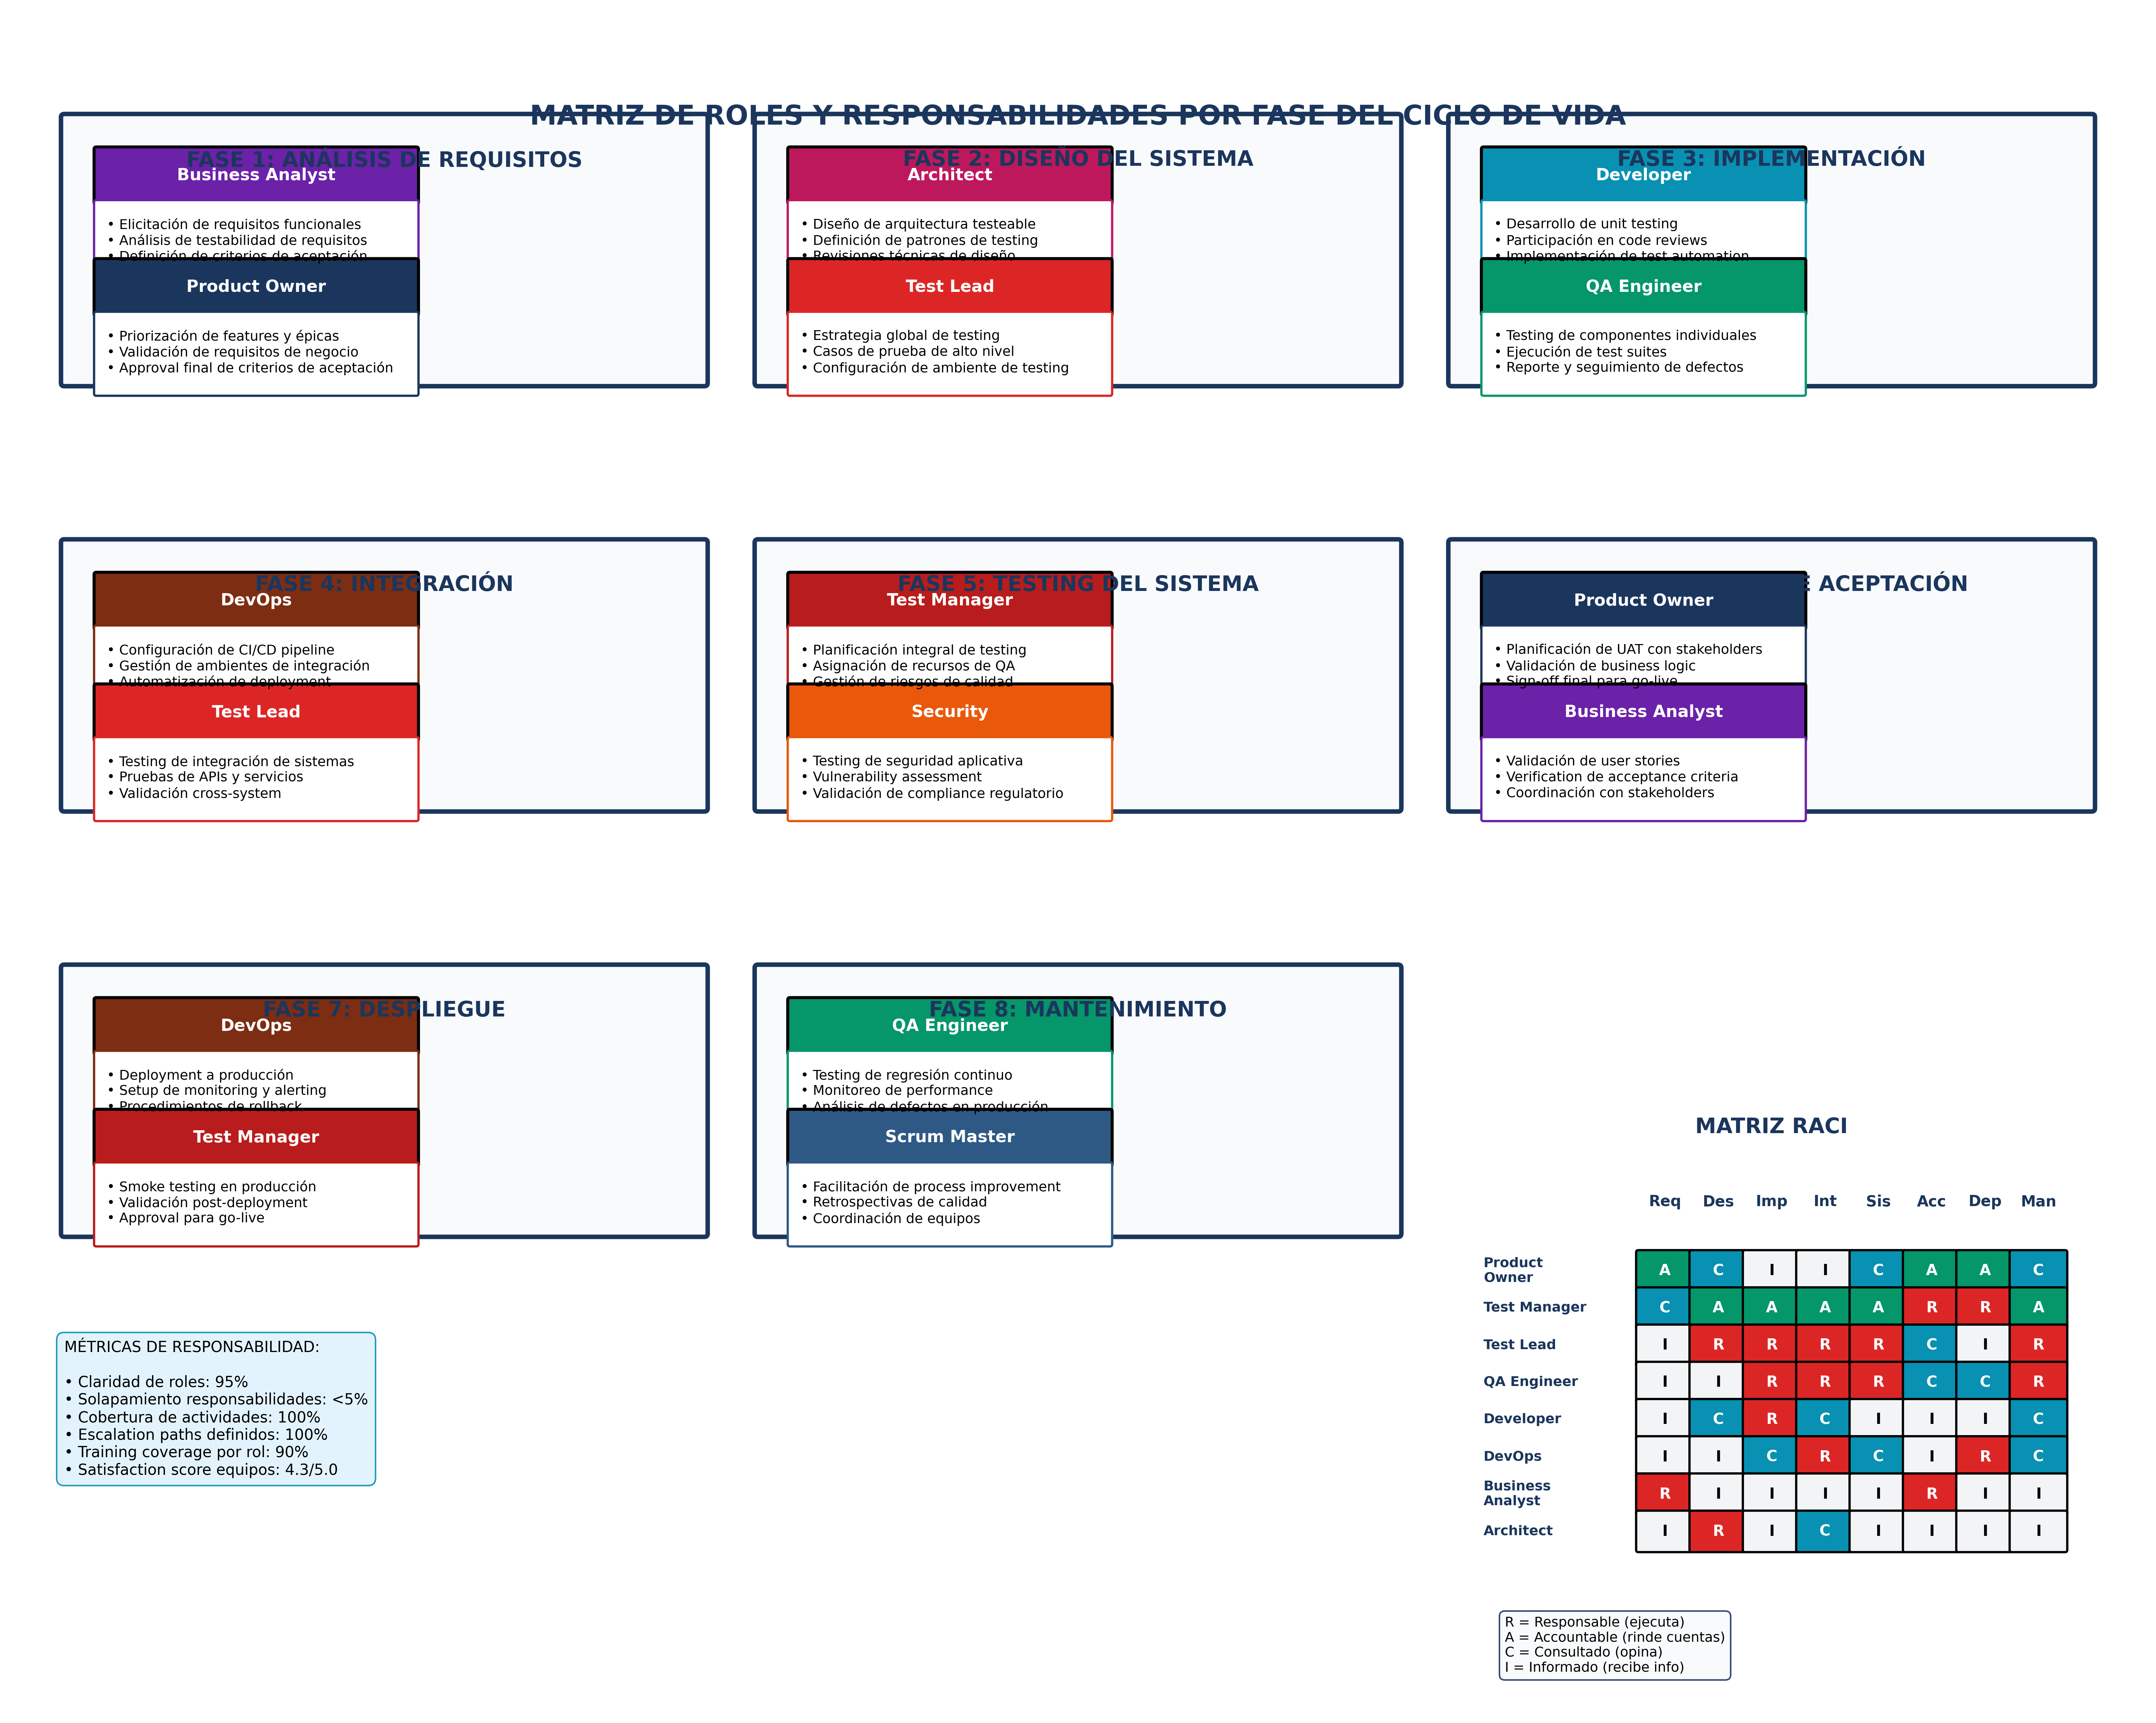 MATRIZ DE ROLES Y RESPONSABILIDADES POR FASE DEL CICLO DE VIDA
FASE 1: ANÁLISIS DE REQUISITOS
Business Analyst
• Elicitación de requisitos funcionales
• Análisis de testabilidad de requisitos
• Definición de criterios de aceptación
Product Owner
• Priorización de features y épicas
• Validación de requisitos de negocio
• Approval final de criterios de aceptación
FASE 2: DISEÑO DEL SISTEMA
Architect
• Diseño de arquitectura testeable
• Definición de patrones de testing
• Revisiones técnicas de diseño
Test Lead
• Estrategia global de testing
• Casos de prueba de alto nivel
• Configuración de ambiente de testing
FASE 3: IMPLEMENTACIÓN
Developer
• Desarrollo de unit testing
• Participación en code reviews
• Implementación de test automation
QA Engineer
• Testing de componentes individuales
• Ejecución de test suites
• Reporte y seguimiento de defectos
FASE 4: INTEGRACIÓN
DevOps
• Configuración de CI/CD pipeline
• Gestión de ambientes de integración
• Automatización de deployment
Test Lead
• Testing de integración de sistemas
• Pruebas de APIs y servicios
• Validación cross-system
FASE 5: TESTING DEL SISTEMA
Test Manager
• Planificación integral de testing
• Asignación de recursos de QA
• Gestión de riesgos de calidad
Security
• Testing de seguridad aplicativa
• Vulnerability assessment
• Validación de compliance regulatorio
ACEPTACIÓN
Product Owner
• Planificación de UAT con stakeholders
• Validación de business logic
• Sign-off final para go-live
Business Analyst
• Validación de user stories
• Verification de acceptance criteria
• Coordinación con stakeholders
FASE 7: DESPLIEGUE
DevOps
• Deployment a producción
• Setup de monitoring y alerting
• Procedimientos de rollback
Test Manager
• Smoke testing en producción
• Validación post-deployment
• Approval para go-live
FASE 8: MANTENIMIENTO
QA Engineer
• Testing de regresión continuo
• Monitoreo de performance
• Análisis de defectos en producción
Scrum Master
• Facilitación de process improvement
• Retrospectivas de calidad
• Coordinación de equipos
MATRIZ RACI
Req Des Imp Int Sis Acc Dep Man
Product
Owner
A C I I C A A C
Test Manager C A A A A R R A
Test Lead I R R R R C I R
QA Engineer I I R R R C C R
Developer I C R C I I I C
DevOps I I C R C I R C
Business
Analyst
R I I I I R I I
Architect I R I C I I I I
R = Responsable (ejecuta)
A = Accountable (rinde cuentas)
C = Consultado (opina)
I = Informado (recibe info)
MÉTRICAS DE RESPONSABILIDAD:
• Claridad de roles: 95%
• Solapamiento responsabilidades: <5%
• Cobertura de actividades: 100%
• Escalation paths definidos: 100%
• Training coverage por rol: 90%
• Satisfaction score equipos: 4.3/5.0